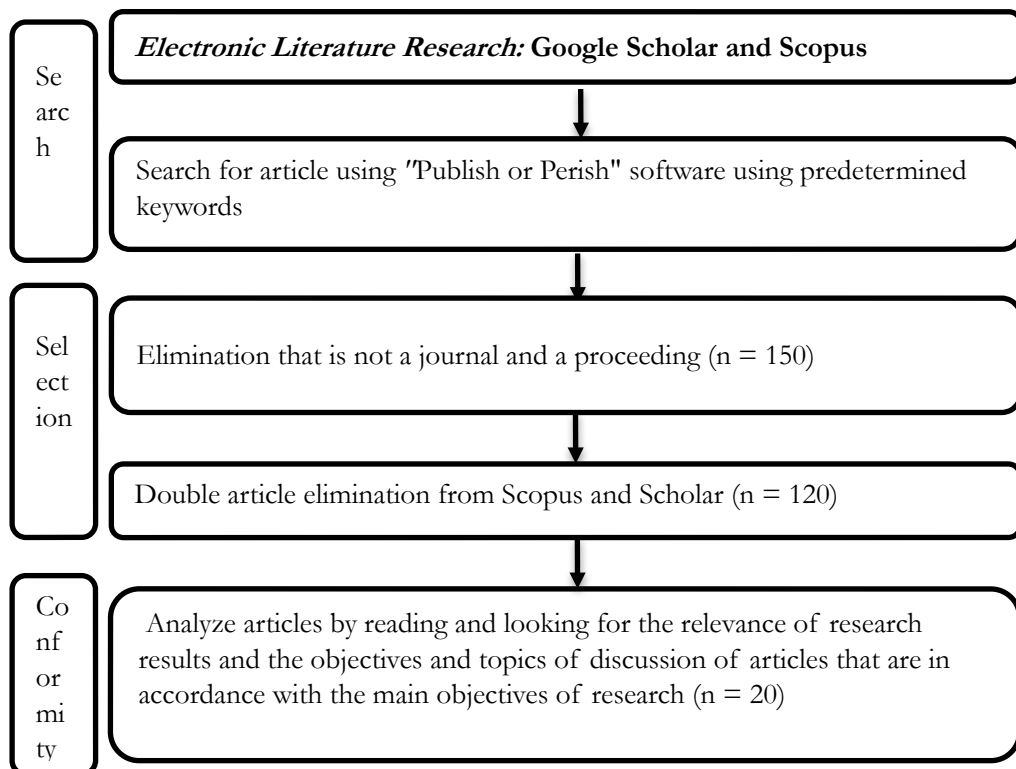 Se
arc
h
Electronic Literature Research: Google Scholar and Scopus
Search for article using "Publish or Perish" software using predetermined
keywords
Sel
ect
ion
Elimination that is not a journal and a proceeding (n = 150)
Double article elimination from Scopus and Scholar (n = 120)
Co
nf
or
mi
ty
Analyze articles by reading and looking for the relevance of research
results and the objectives and topics of discussion of articles that are in
accordance with the main objectives of research (n = 20)